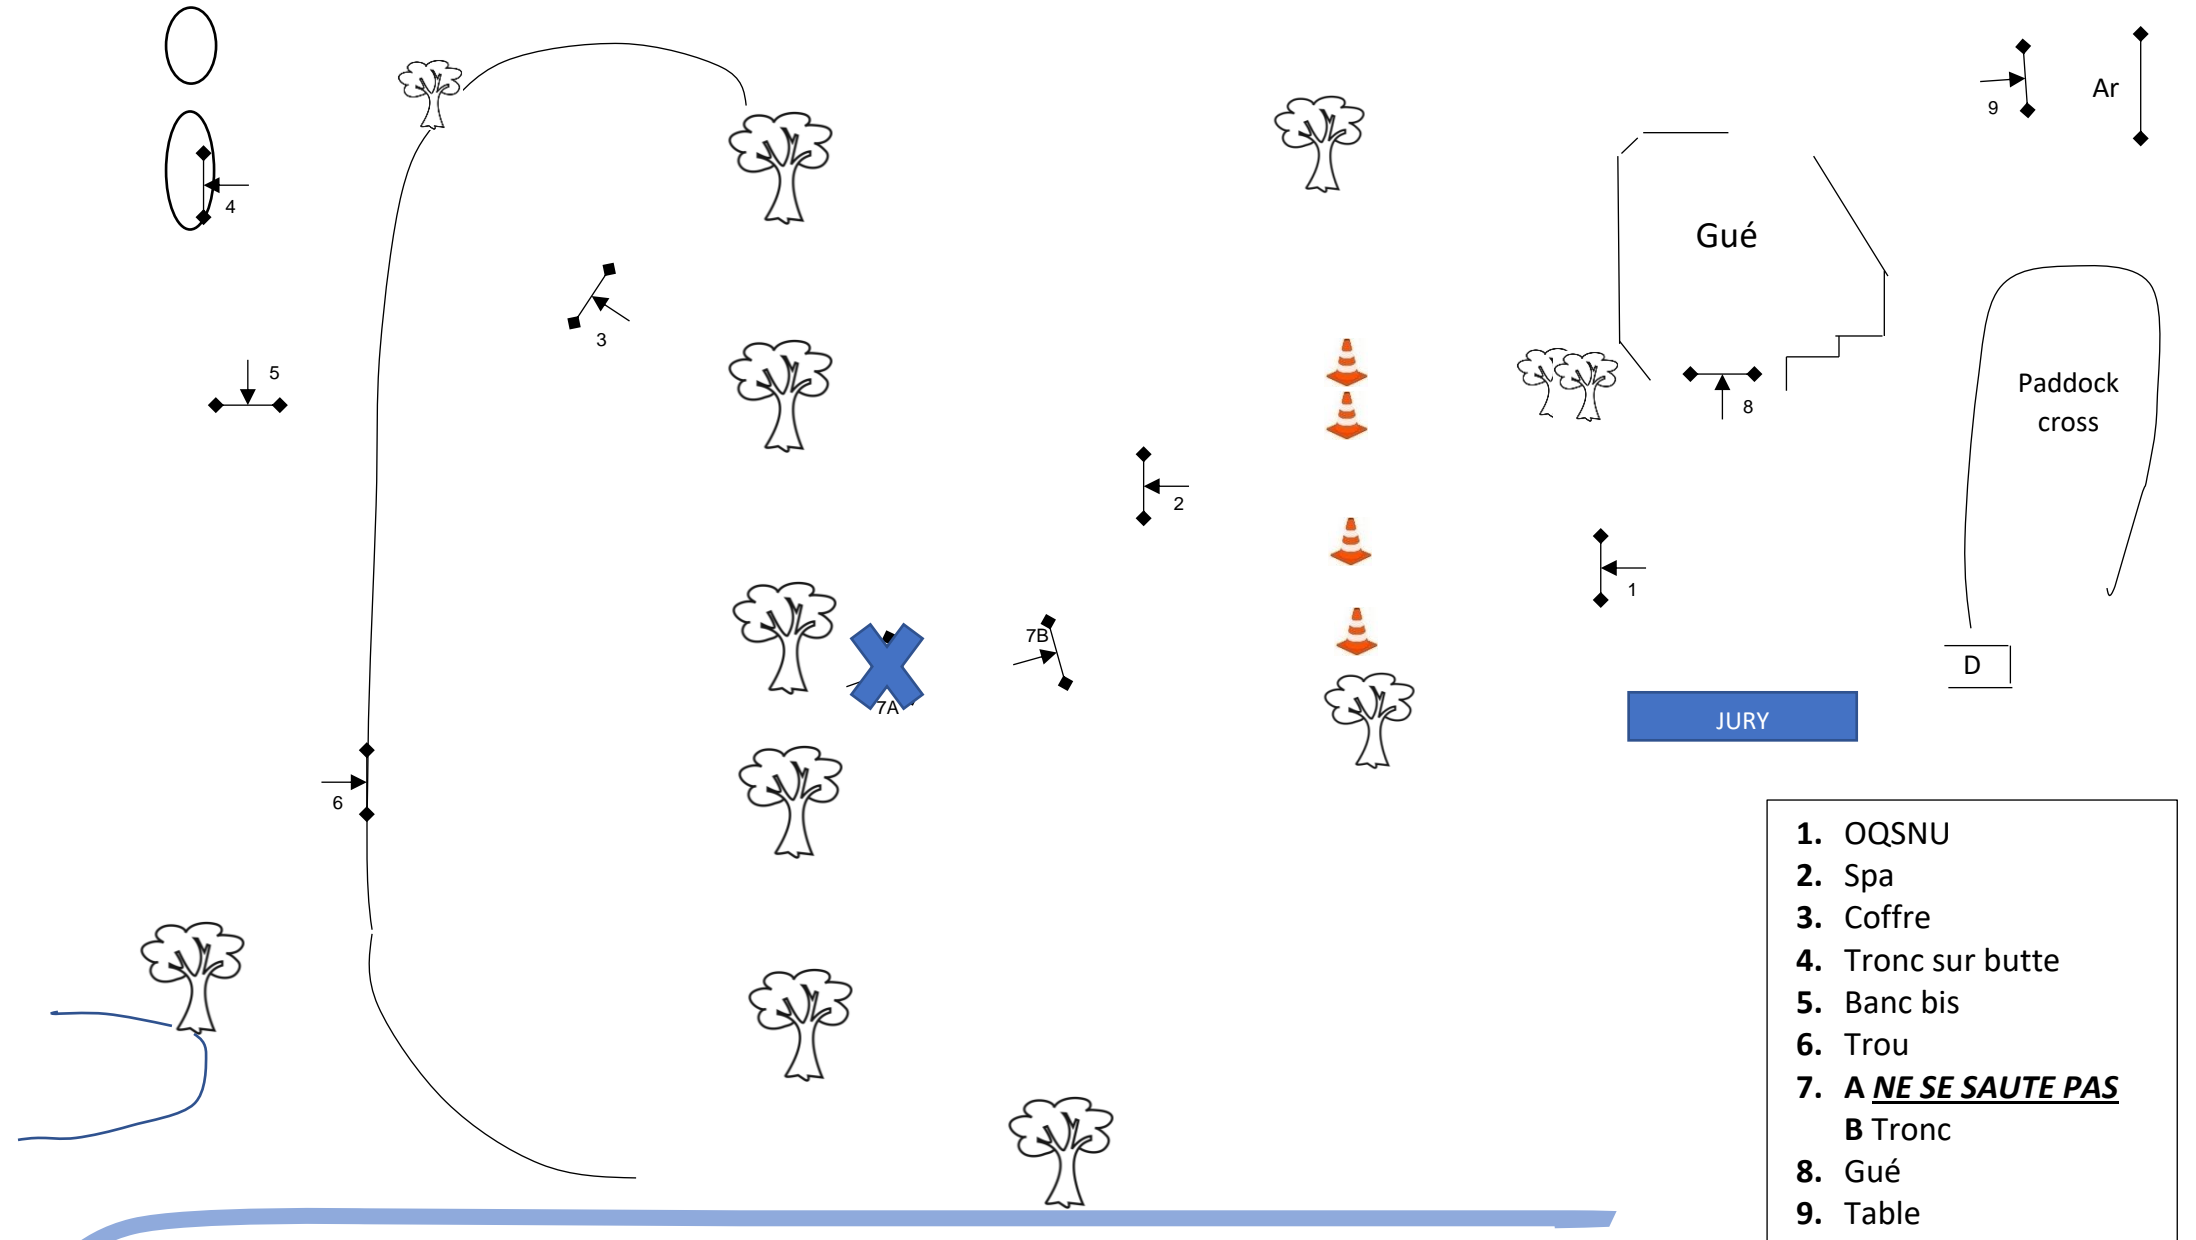 Ar
9
4
Gué
3
5
Paddock
cross
8
2
1
7B
D
7A
JURY
6
1. OQSNU
2. Spa
3. Coffre
4. Tronc sur butte
5. Banc bis
6. Trou
7. A NE SE SAUTE PAS
B Tronc
8. Gué
9. Table